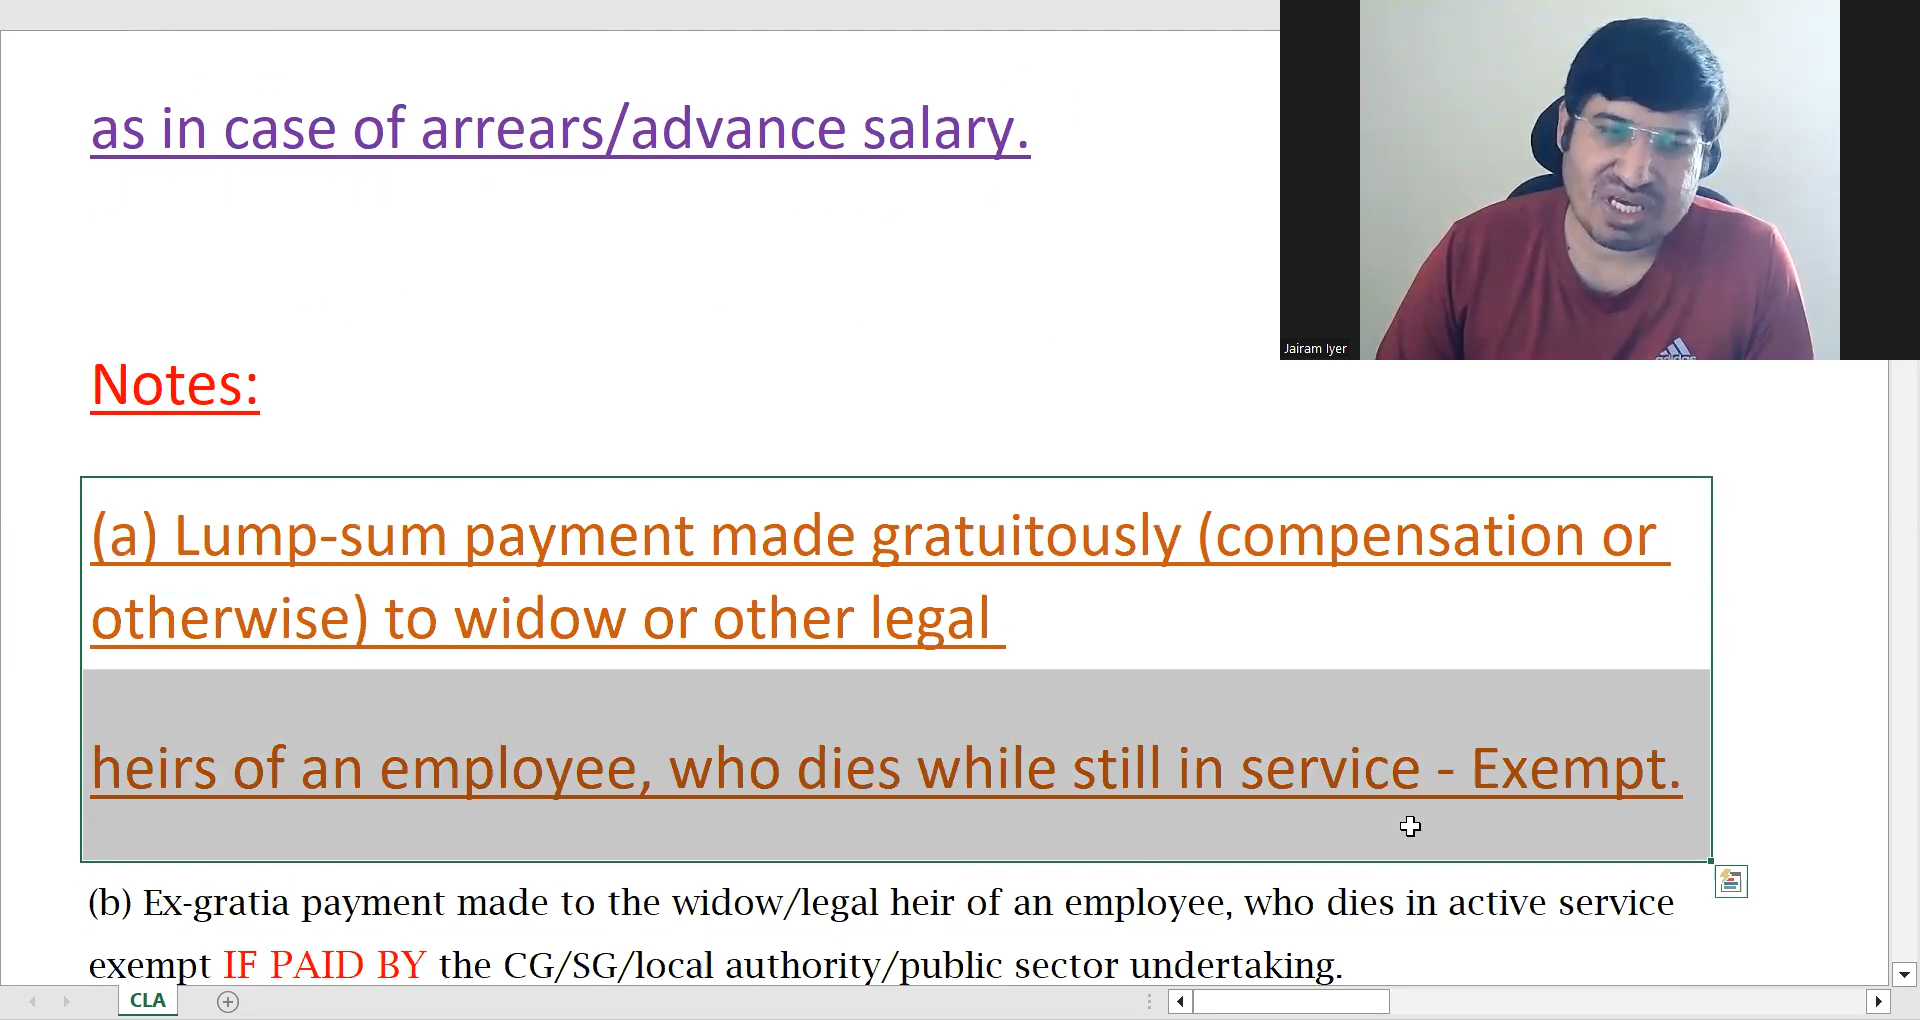 as in case of arrears/advance salary.
Jairam Iyer
adidas
Notes:
(a) Lump-sum payment made gratuitously (compensation or
otherwise) to widow or other legal
heirs of an employee, who dies while still in service - Exempt.
(b) Ex-gratia payment made to the widow/legal heir of an employee, who dies in active service
exempt IF PAID BY the CG/SG/local authority/public sector undertaking.
CLA